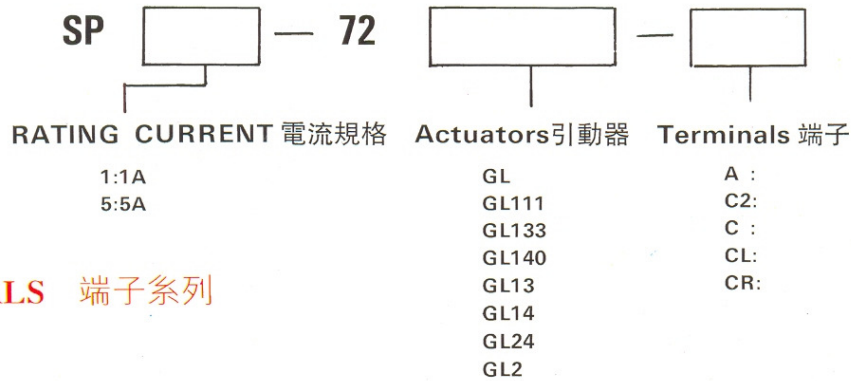 SP — 72 —
RATING CURRENT 電流規格
1:1A
5:5A
Actuators引動器
GL
GL111
GL133
GL140
GL13
GL14
GL24
GL2
Terminals 端子
A :
C2:
C :
CL:
CR:
ALS 端子系列